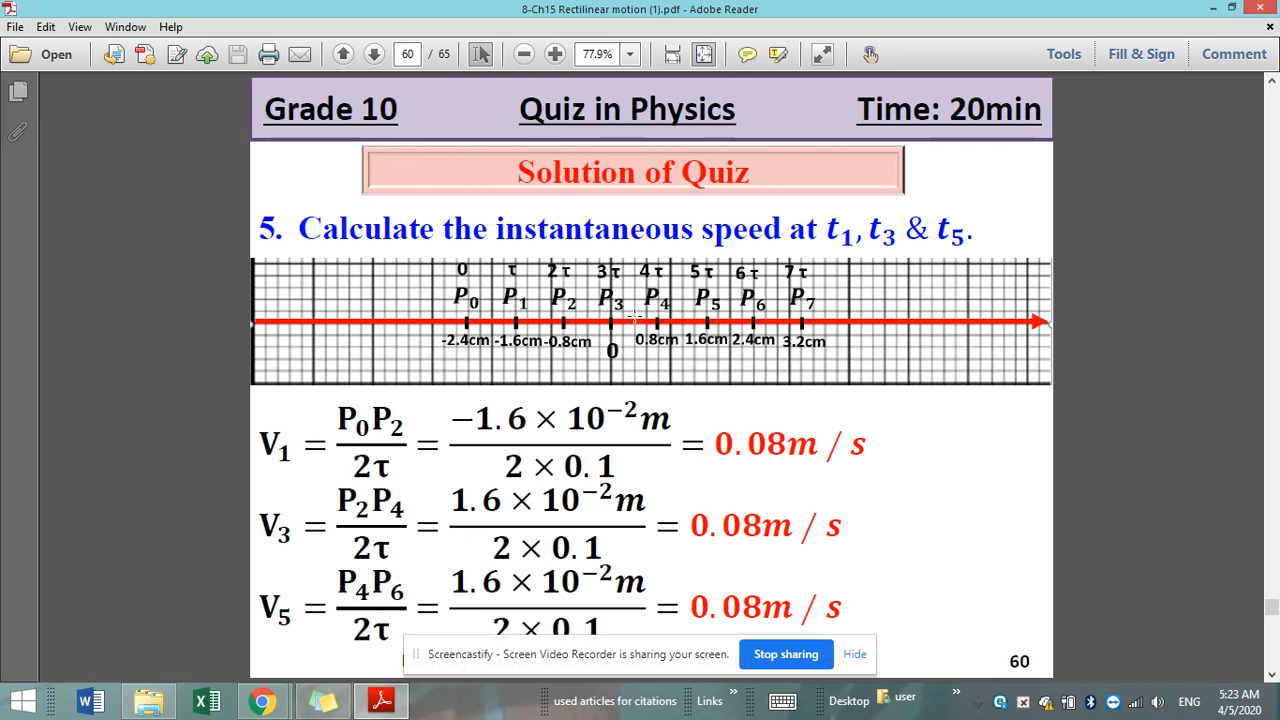 8-Ch15 Rectilinear motion (1).pdf - Adobe Reader
File Edit View Window Help
Open 60 / 65 77.9% Tools Fill & Sign Comment
Grade 10 Quiz in Physics Time: 20min
Solution of Quiz
5. Calculate the instantaneous speed at t₁, t₃ & t₅.
0 τ 2τ 3τ 4τ 5τ 6τ 7τ
P₀ P₁ P₂ P₃ P₄ P₅ P₆ P₇
-2.4cm -1.6cm -0.8cm 0 0.8cm 1.6cm 2.4cm 3.2cm
V₁ = P₀P₂ / 2τ = −1.6 × 10⁻² m / 2 × 0.1 = 0.08m / s
V₃ = P₂P₄ / 2τ = 1.6 × 10⁻² m / 2 × 0.1 = 0.08m / s
V₅ = P₄P₆ / 2τ = 1.6 × 10⁻² m / 2 × 0.1 = 0.08m / s
Screencastify - Screen Video Recorder is sharing your screen. Stop sharing Hide
60
used articles for citations Links » Desktop user » ENG 5:23 AM
4/5/2020